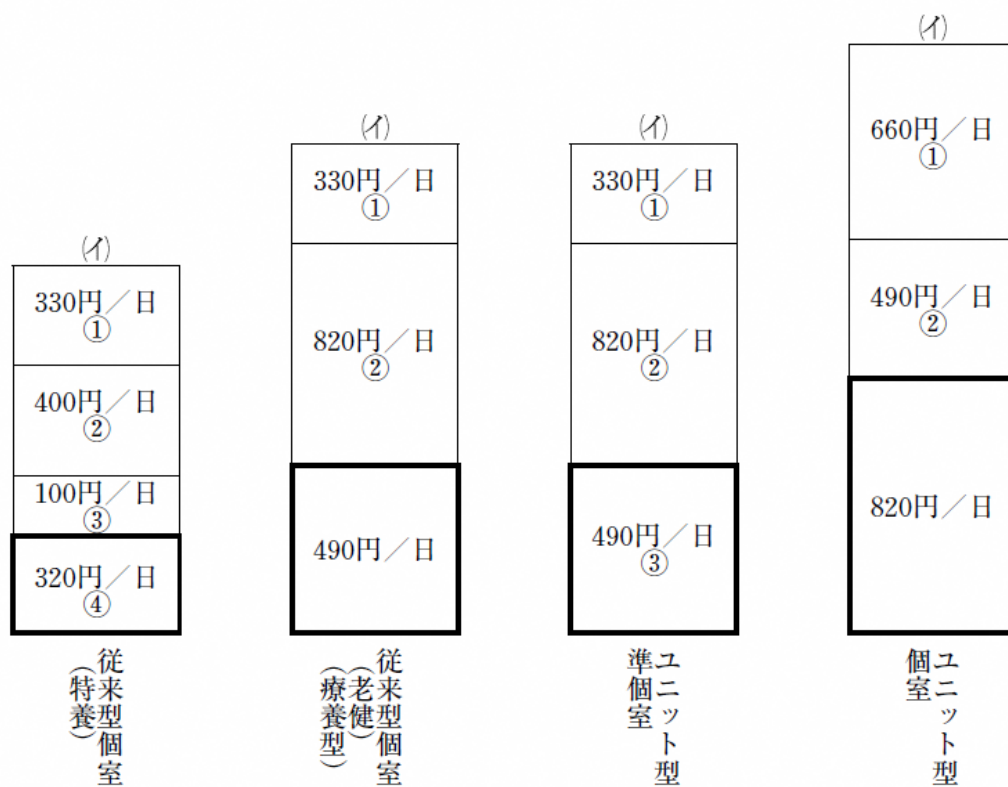 (イ)
330円／日
①
400円／日
②
100円／日
③
320円／日
④
従来型個室
(特養)
(イ)
330円／日
①
820円／日
②
490円／日
従来型個室
(老健)
(療養型)
(イ)
330円／日
①
820円／日
②
490円／日
③
ユニット型
準個室
(イ)
660円／日
①
490円／日
②
820円／日
ユニット型
個室